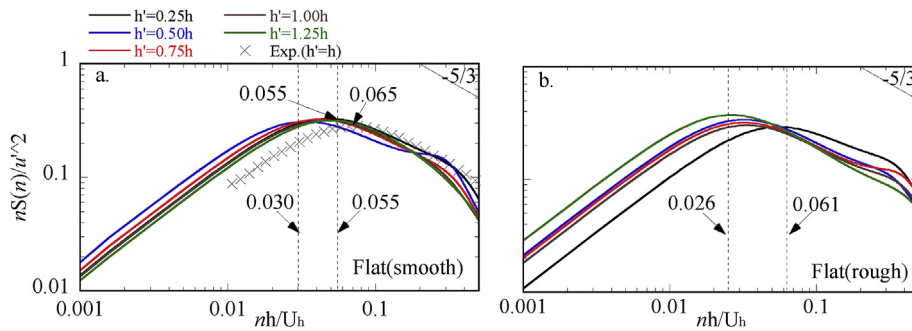 h'=0.25h h'=1.00h
h'=0.50h h'=1.25h
h'=0.75h × Exp.(h'=h)
1
a.
-5/3
0.055
0.065
0.1
0.030
0.055
Flat(smooth)
0.01
0.001 0.01 0.1
nh/Uh
nS(n)/u'^2
b.
-5/3
0.026
0.061
Flat(rough)
0.001 0.01 0.1
nh/Uh